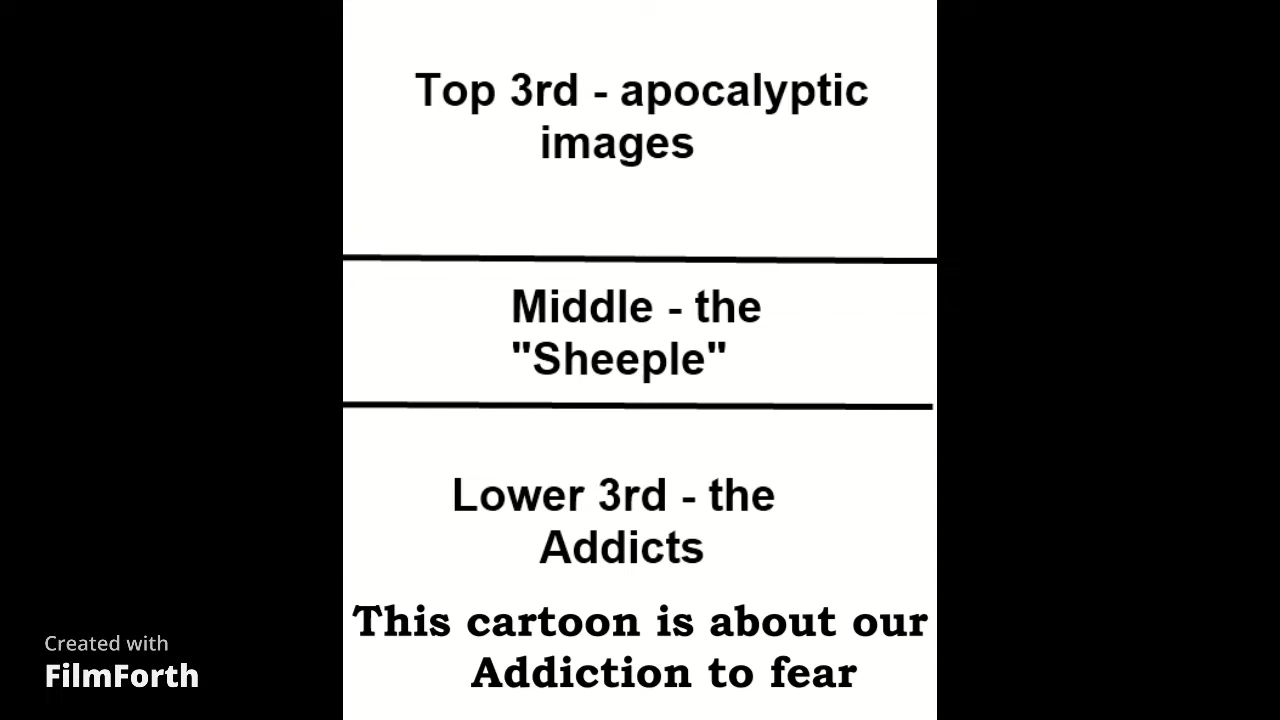 Top 3rd - apocalyptic
images
Middle - the
"Sheeple"
Lower 3rd - the
Addicts
This cartoon is about our
Addiction to fear
Created with
FilmForth